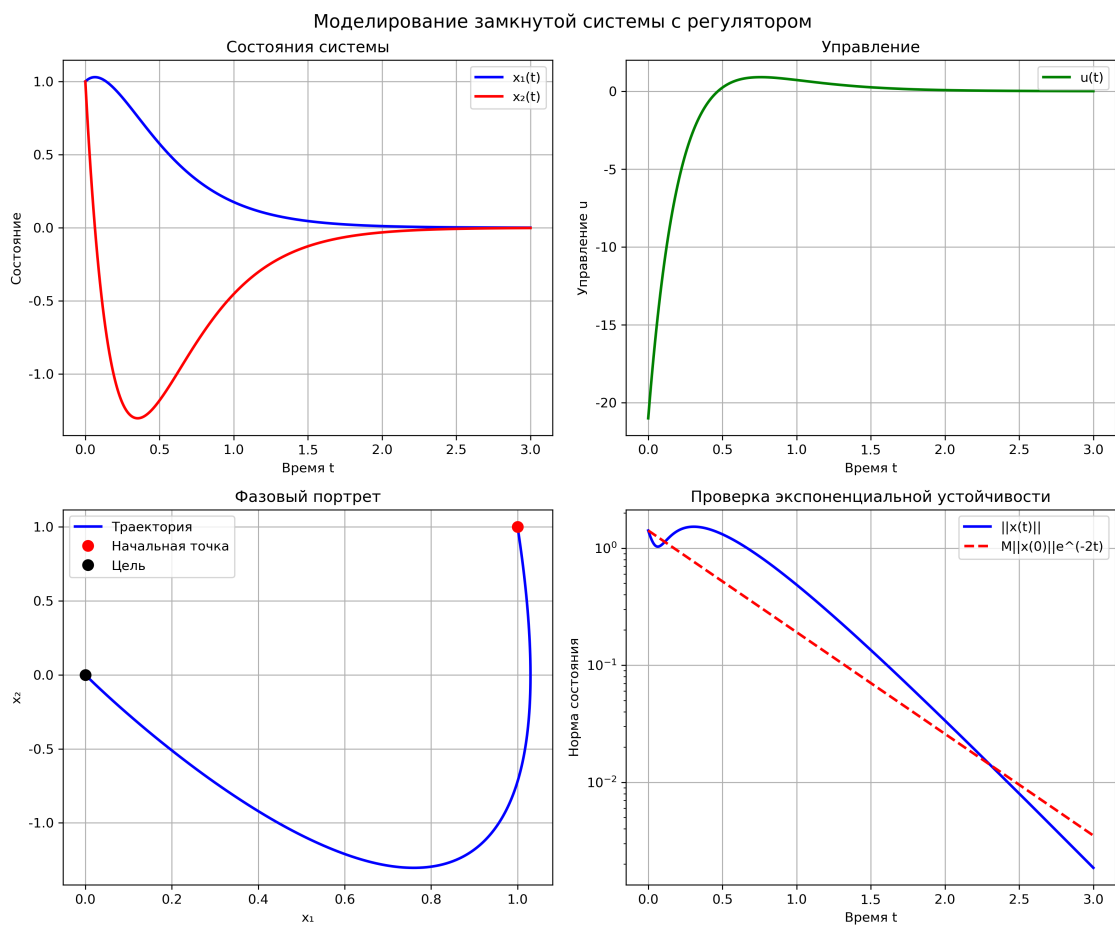 Моделирование замкнутой системы с регулятором
Состояния системы
x₁(t)
x₂(t)
1.0
0.5
0.0
-0.5
-1.0
Состояние
0.0 0.5 1.0 1.5 2.0 2.5 3.0
Время t
Управление
u(t)
0
-5
-10
-15
-20
Управление u
0.0 0.5 1.0 1.5 2.0 2.5 3.0
Время t
Фазовый портрет
Траектория
Начальная точка
Цель
1.0
0.5
0.0
-0.5
-1.0
x₂
0.0 0.2 0.4 0.6 0.8 1.0
x₁
Проверка экспоненциальной устойчивости
||x(t)||
M||x(0)||e^(-2t)
10⁰
10⁻¹
10⁻²
Норма состояния
0.0 0.5 1.0 1.5 2.0 2.5 3.0
Время t